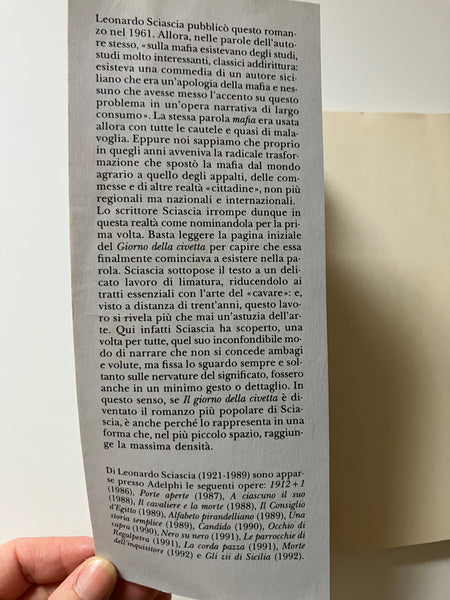 Leonardo Sciascia pubblicò questo roman-
zo nel 1961. Allora, nelle parole dell'auto-
re stesso, «sulla mafia esistevano degli studi,
studi molto interessanti, classici addirittura:
esisteva una commedia di un autore sici-
liano che era un'apologia della mafia e nes-
suno che avesse messo l'accento su questo
problema in un'opera narrativa di largo
consumo». La stessa parola mafia era usata
allora con tutte le cautele e quasi di mala-
voglia. Eppure noi sappiamo che proprio
in quegli anni avveniva la radicale trasfor-
mazione che spostò la mafia dal mondo
agrario a quello degli appalti, delle com-
messe e di altre realtà «cittadine», non più
regionali ma nazionali e internazionali.
Lo scrittore Sciascia irrompe dunque in
questa realtà come nominandola per la pri-
ma volta. Basta leggere la pagina iniziale
del Giorno della civetta per capire che essa
finalmente cominciava a esistere nella pa-
rola. Sciascia sottopose il testo a un deli-
cato lavoro di limatura, riducendolo ai
tratti essenziali con l'arte del «cavare»: e,
visto a distanza di trent'anni, questo lavo-
ro si rivela più che mai un'astuzia dell'ar-
te. Qui infatti Sciascia ha scoperto, una
volta per tutte, quel suo inconfondibile mo-
do di narrare che non si concede ambagi
e volute, ma fissa lo sguardo sempre e sol-
tanto sulle nervature del significato, fossero
anche in un minimo gesto o dettaglio. In
questo senso, se Il giorno della civetta è di-
ventato il romanzo più popolare di Scia-
scia, è anche perché lo rappresenta in una
forma che, nel più piccolo spazio, raggiun-
ge la massima densità.
Di Leonardo Sciascia (1921-1989) sono appar-
se presso Adelphi le seguenti opere: 1912 + 1
(1986), Porte aperte (1987), A ciascuno il suo
(1988), Il cavaliere e la morte (1988), Il Consiglio
d'Egitto (1989), Alfabeto pirandelliano (1989), Una
storia semplice (1989), Candido (1990), Occhio di
capra (1990), Nero su nero (1991), Le parrocchie di
Regalpetra (1991), La corda pazza (1991), Morte
dell'inquisitore (1992) e Gli zii di Sicilia (1992).